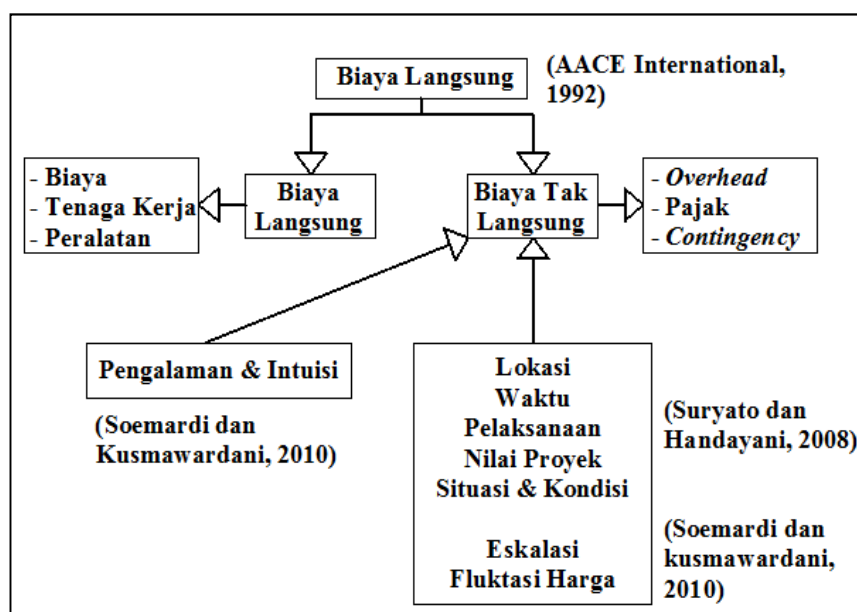 Biaya Langsung
(AACE International,
1992)
- Biaya
- Tenaga Kerja
- Peralatan
Biaya
Langsung
Biaya Tak
Langsung
- Overhead
- Pajak
- Contingency
Pengalaman & Intuisi
(Soemardi dan
Kusmawardani, 2010)
Lokasi
Waktu
Pelaksanaan
Nilai Proyek
Situasi & Kondisi
Eskalasi
Fluktasi Harga
(Suryato dan
Handayani, 2008)
(Soemardi dan
kusmawardani,
2010)